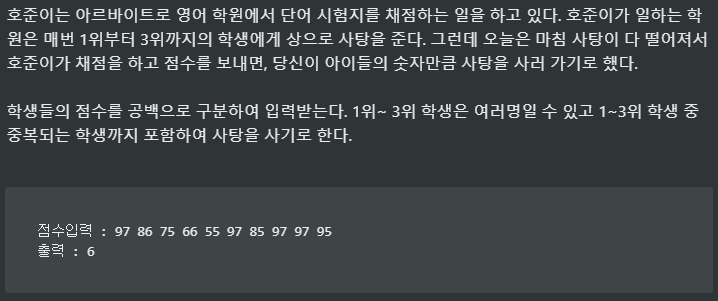 호준이는 아르바이트로 영어 학원에서 단어 시험지를 채점하는 일을 하고 있다. 호준이가 일하는 학
원은 매번 1위부터 3위까지의 학생에게 상으로 사탕을 준다. 그런데 오늘은 마침 사탕이 다 떨어져서
호준이가 채점을 하고 점수를 보내면, 당신이 아이들의 숫자만큼 사탕을 사러 가기로 했다.
학생들의 점수를 공백으로 구분하여 입력받는다. 1위~ 3위 학생은 여러명일 수 있고 1~3위 학생 중
중복되는 학생까지 포함하여 사탕을 사기로 한다.
점수입력 : 97 86 75 66 55 97 85 97 97 95
출력 : 6